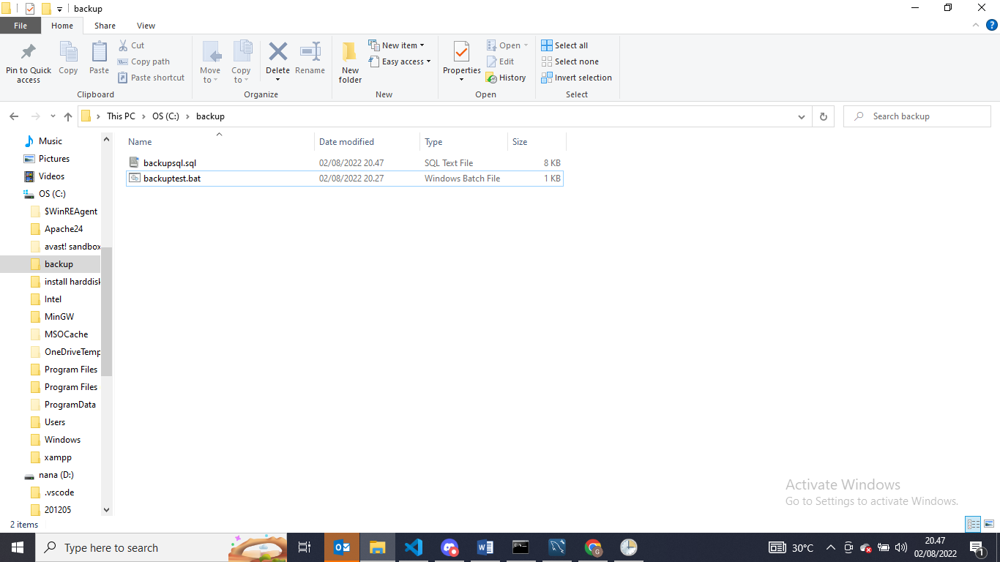 backup
File Home Share View
Pin to Quick access
Copy
Paste
Cut
Copy path
Paste shortcut
Clipboard
Move to
Copy to
Delete
Rename
Organize
New folder
New item
Easy access
New
Properties
Open
Edit
History
Open
Select all
Select none
Invert selection
Select
This PC > OS (C:) > backup
Search backup
Name Date modified Type Size
backupsql.sql 02/08/2022 20.47 SQL Text File 8 KB
backuptest.bat 02/08/2022 20.27 Windows Batch File 1 KB
Music
Pictures
Videos
OS (C:)
$WinREAgent
Apache24
avast! sandbox
backup
install harddisk
Intel
MinGW
MSOCache
OneDriveTemp
Program Files
Program Files
ProgramData
Users
Windows
xampp
nana (D:)
.vscode
201205
Activate Windows
Go to Settings to activate Windows.
2 items
Type here to search
30°C
20.47
02/08/2022
1